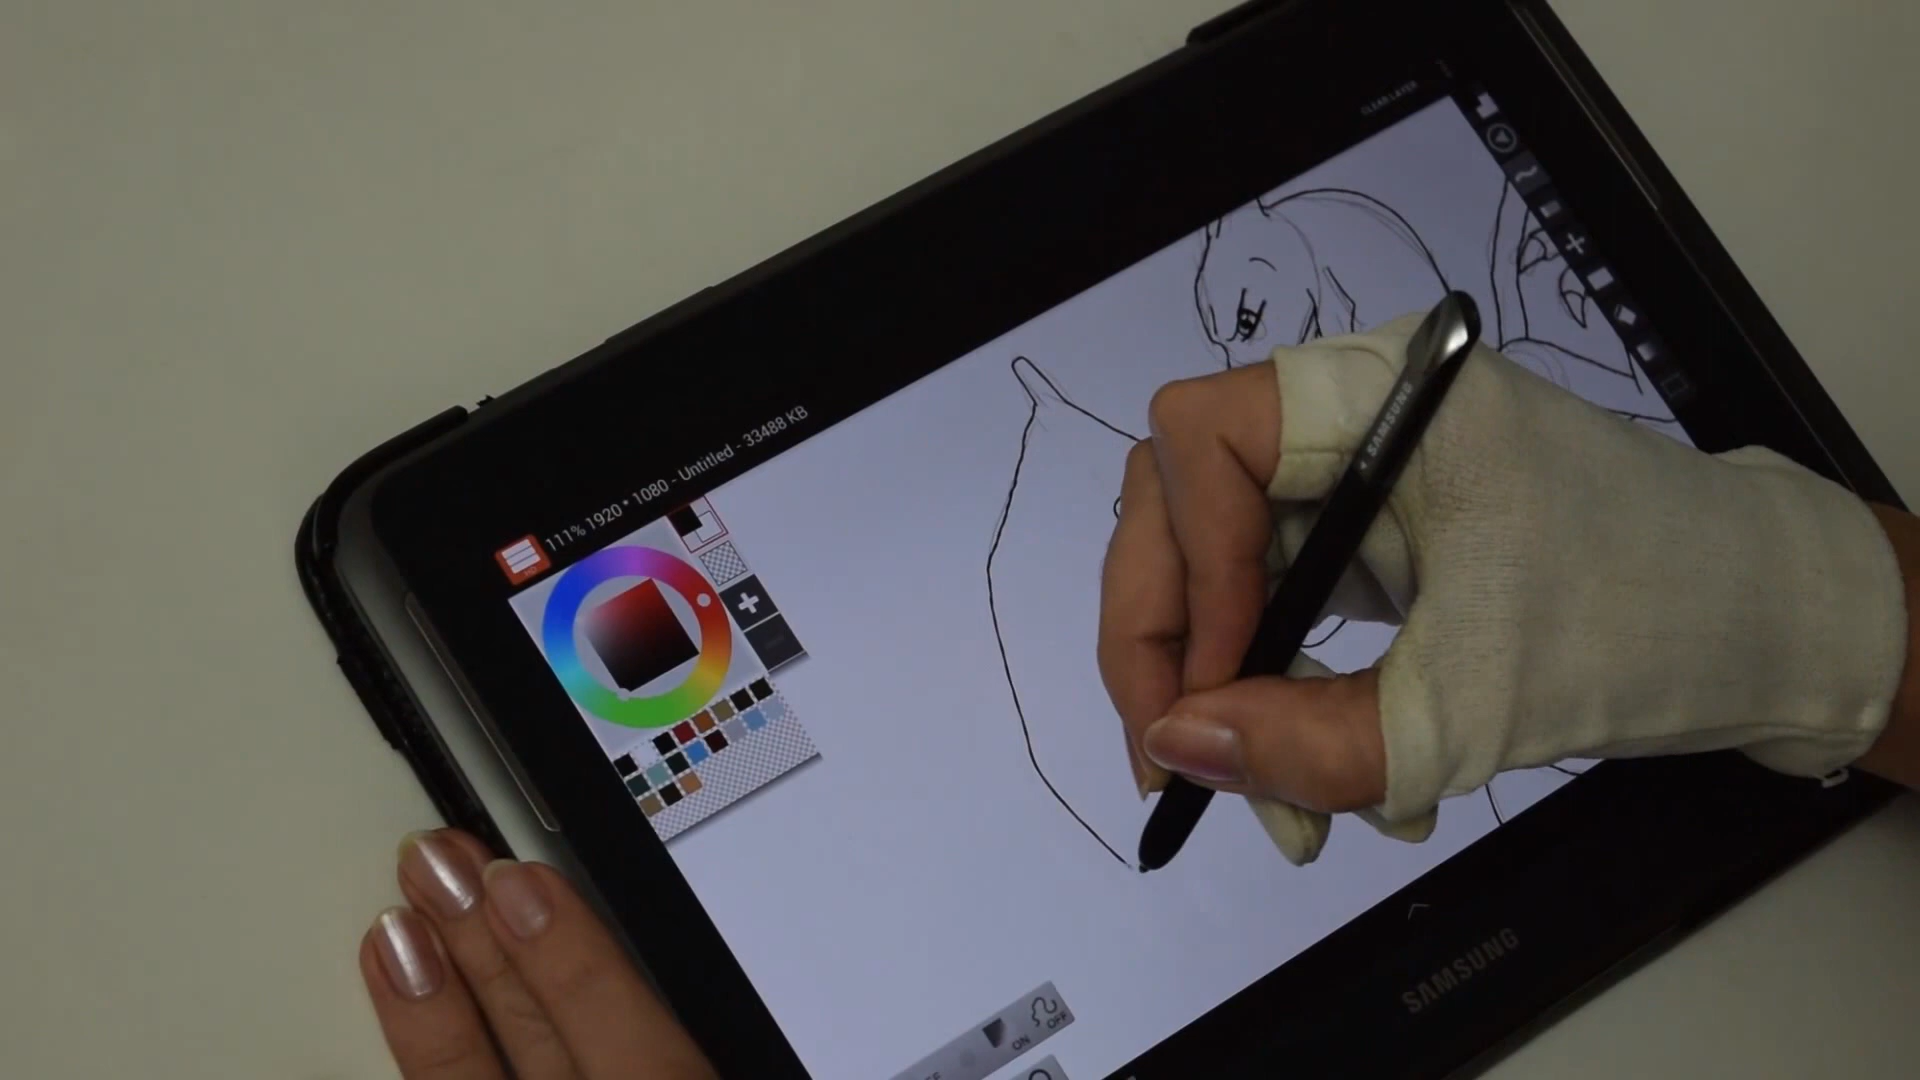 CLEAR LAYER
111% 1920 * 1080 - Untitled - 33488 KB
SAMSUNG
ON
OFF
SAMSUNG